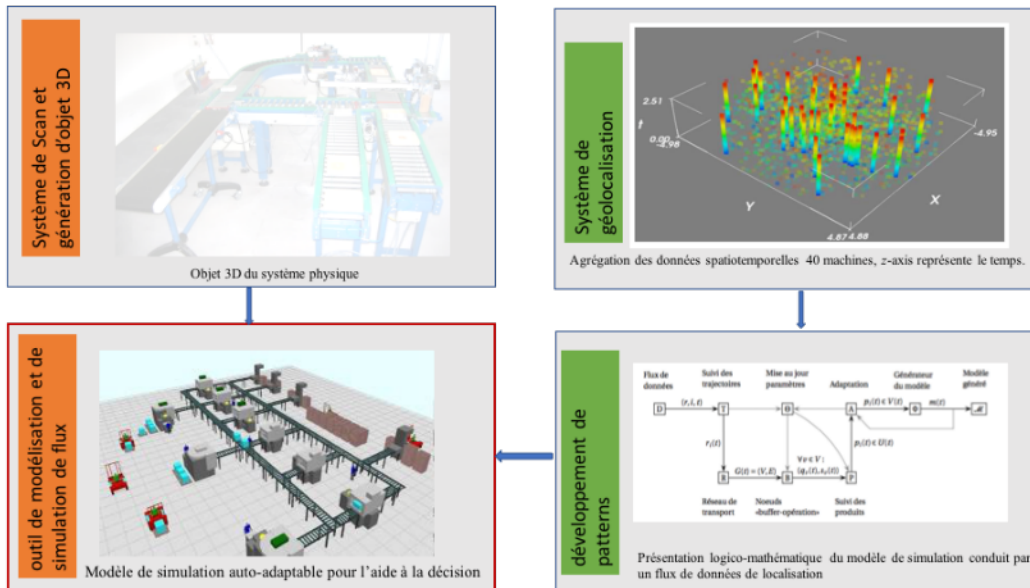 Système de Scan et
génération d'objet 3D
Objet 3D du système physique
Système de
géolocalisation
2.51
t
0.00
-4.98
Y
4.87
4.88
X
-4.95
Agrégation des données spatiotemporelles 40 machines, z-axis représente le temps.
outil de modélisation et de
simulation de flux
Modèle de simulation auto-adaptable pour l'aide à la décision
développement de
patterns
Flux de données
Suivi des trajectoires
Mise au jour paramètres
Adaptation
Générateur du modèle
Modèle généré
D
(r, i, t)
T
Θ
A
p_j(t) ∈ V(t)
Φ
m(t)
ℳ
r_i(t)
∀v ∈ V :
p_j(t) ∈ U(t)
R
G(t) = (V, E)
B
P
Réseau de transport
Noeuds «buffer-opération»
Suivi des produits
Présentation logico-mathématique du modèle de simulation conduit par
un flux de données de localisation